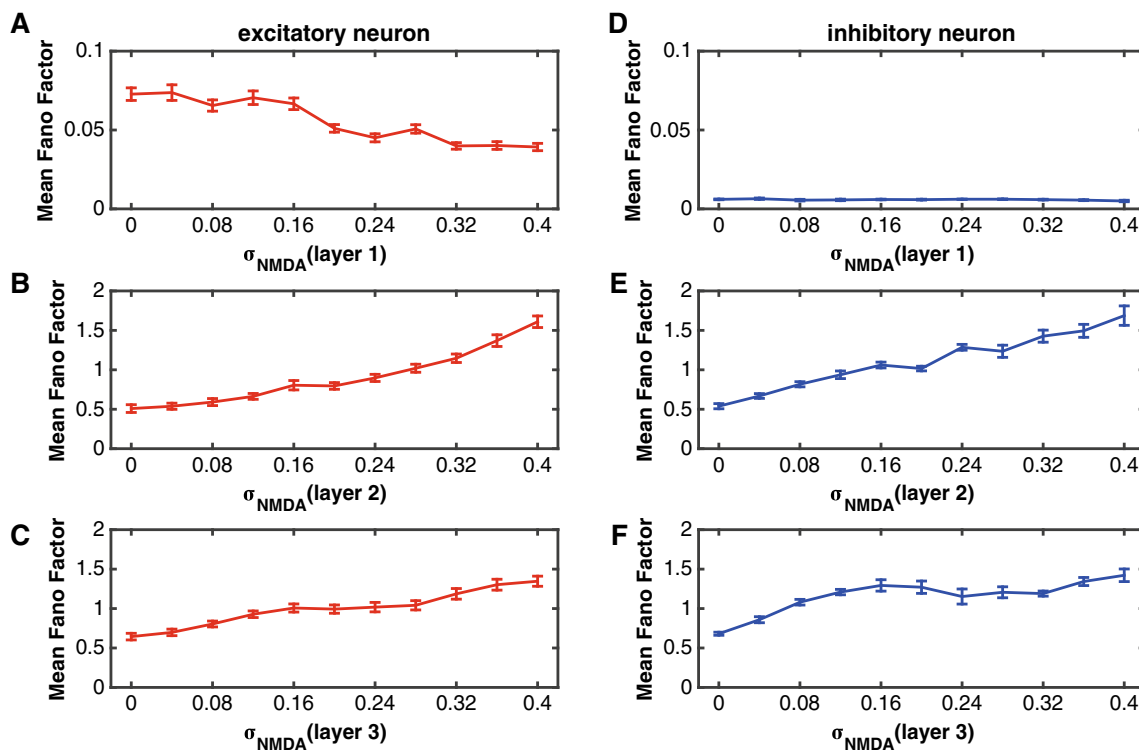 A
excitatory neuron
Mean Fano Factor
0.1
0.05
0
0 0.08 0.16 0.24 0.32 0.4
σNMDA(layer 1)
B
Mean Fano Factor
2
1.5
1
0.5
0
0 0.08 0.16 0.24 0.32 0.4
σNMDA(layer 2)
C
Mean Fano Factor
2
1.5
1
0.5
0
0 0.08 0.16 0.24 0.32 0.4
σNMDA(layer 3)
D
inhibitory neuron
Mean Fano Factor
0.1
0.05
0
0 0.08 0.16 0.24 0.32 0.4
σNMDA(layer 1)
E
Mean Fano Factor
2
1.5
1
0.5
0
0 0.08 0.16 0.24 0.32 0.4
σNMDA(layer 2)
F
Mean Fano Factor
2
1.5
1
0.5
0
0 0.08 0.16 0.24 0.32 0.4
σNMDA(layer 3)